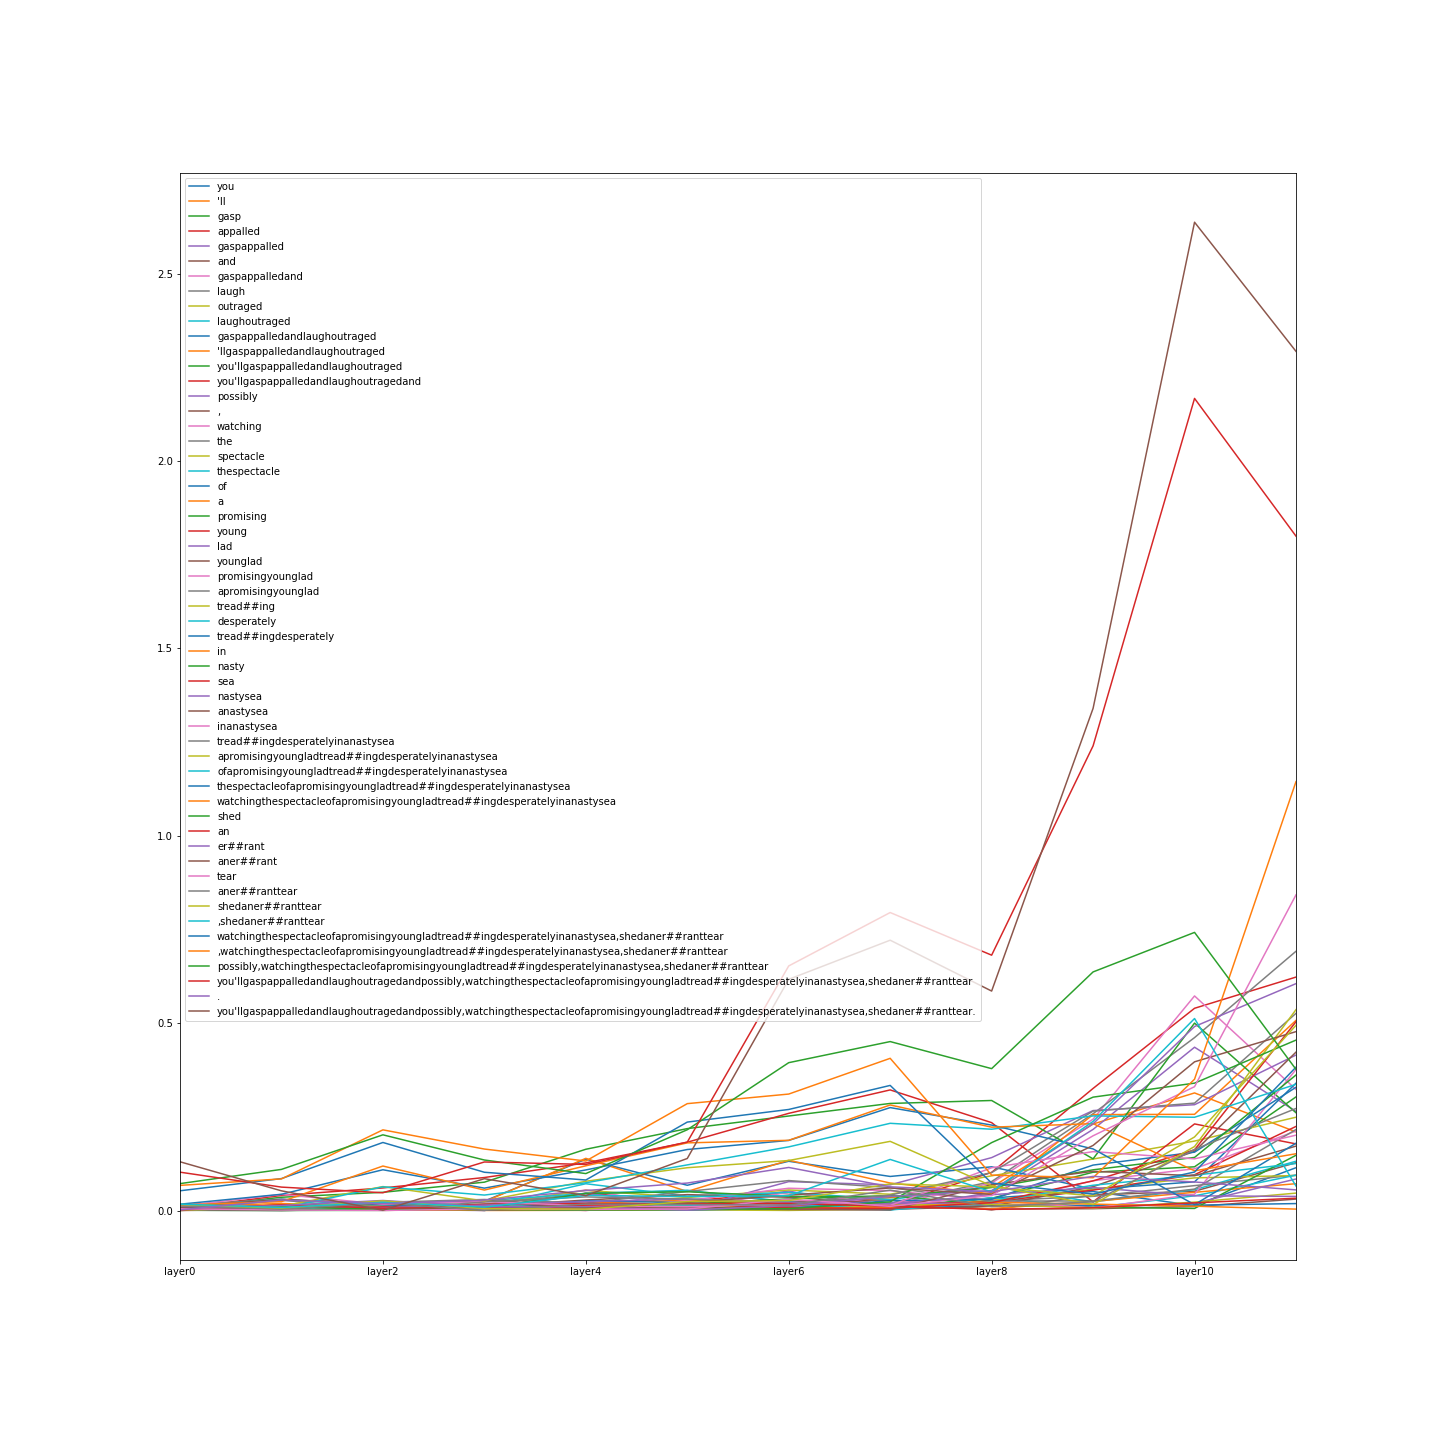 you
'll
gasp
appalled
gaspappalled
and
gaspappalledand
laugh
outraged
laughoutraged
gaspappalledandlaughoutraged
'llgaspappalledandlaughoutraged
you'llgaspappalledandlaughoutraged
you'llgaspappalledandlaughoutragedand
possibly
,
watching
the
spectacle
thespectacle
of
a
promising
young
lad
younglad
promisingyounglad
apromisingyounglad
tread##ing
desperately
tread##ingdesperately
in
nasty
sea
nastysea
anastysea
inanastysea
tread##ingdesperatelyinanastysea
apromisingyoungladtread##ingdesperatelyinanastysea
ofapromisingyoungladtread##ingdesperatelyinanastysea
thespectacleofapromisingyoungladtread##ingdesperatelyinanastysea
watchingthespectacleofapromisingyoungladtread##ingdesperatelyinanastysea
shed
an
er##rant
aner##rant
tear
aner##ranttear
shedaner##ranttear
,shedaner##ranttear
watchingthespectacleofapromisingyoungladtread##ingdesperatelyinanastysea,shedaner##ranttear
,watchingthespectacleofapromisingyoungladtread##ingdesperatelyinanastysea,shedaner##ranttear
possibly,watchingthespectacleofapromisingyoungladtread##ingdesperatelyinanastysea,shedaner##ranttear
you'llgaspappalledandlaughoutragedandpossibly,watchingthespectacleofapromisingyoungladtread##ingdesperatelyinanastysea,shedaner##ranttear
.
you'llgaspappalledandlaughoutragedandpossibly,watchingthespectacleofapromisingyoungladtread##ingdesperatelyinanastysea,shedaner##ranttear.
2.5
2.0
1.5
1.0
0.5
0.0
layer0 layer2 layer4 layer6 layer8 layer10